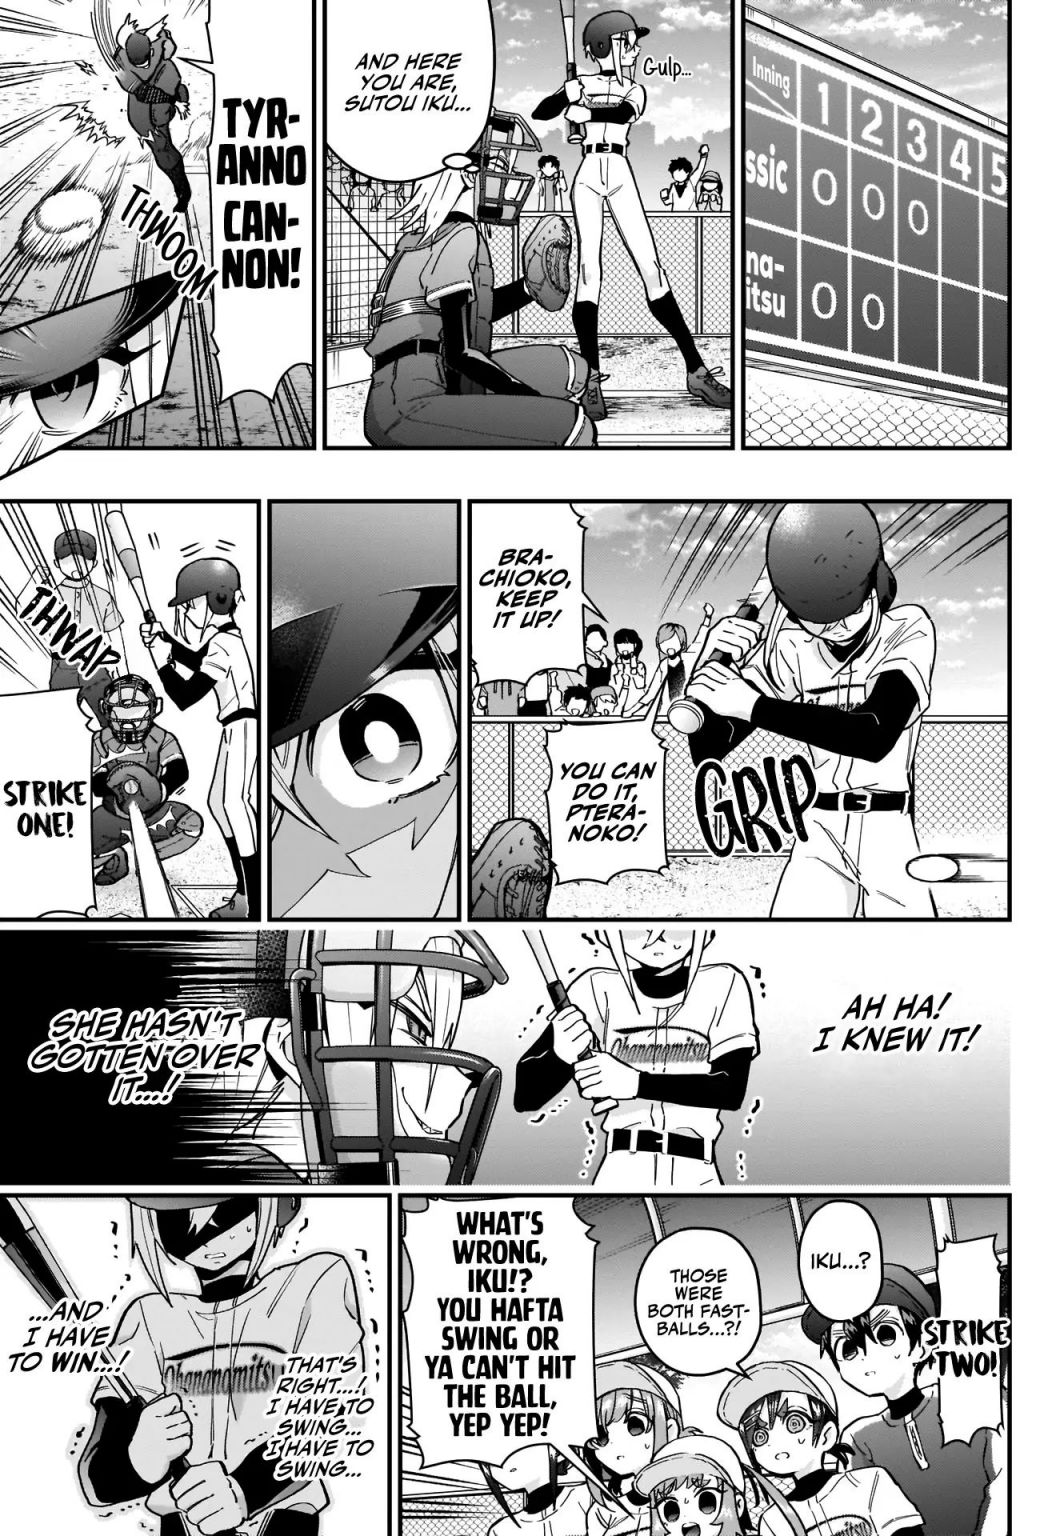 Inning
1 2 3 4 5
ssic
0 0 0
na-
itsu
0 0
Gulp...
AND HERE
YOU ARE,
SUTOU IKU...
TYR-
ANNO
CAN-
NON!
THWOOM
BRA-
CHIOKO,
KEEP
IT UP!
YOU CAN
DO IT,
PTERA-
NOKO!
GRIP
THWAP
STRIKE
ONE!
AH HA!
I KNEW IT!
Ohananomitsu
SHE HASN'T
GOTTEN OVER
IT...!
STRIKE
TWO!
IKU...?
THOSE
WERE
BOTH FAST-
BALLS...?!
WHAT'S
WRONG,
IKU!?
YOU HAFTA
SWING OR
YA CAN'T HIT
THE BALL,
YEP YEP!
THAT'S
RIGHT...!
I HAVE TO
SWING...
I HAVE TO
SWING...
Ohananomitsu
...AND
I HAVE
TO WIN...!